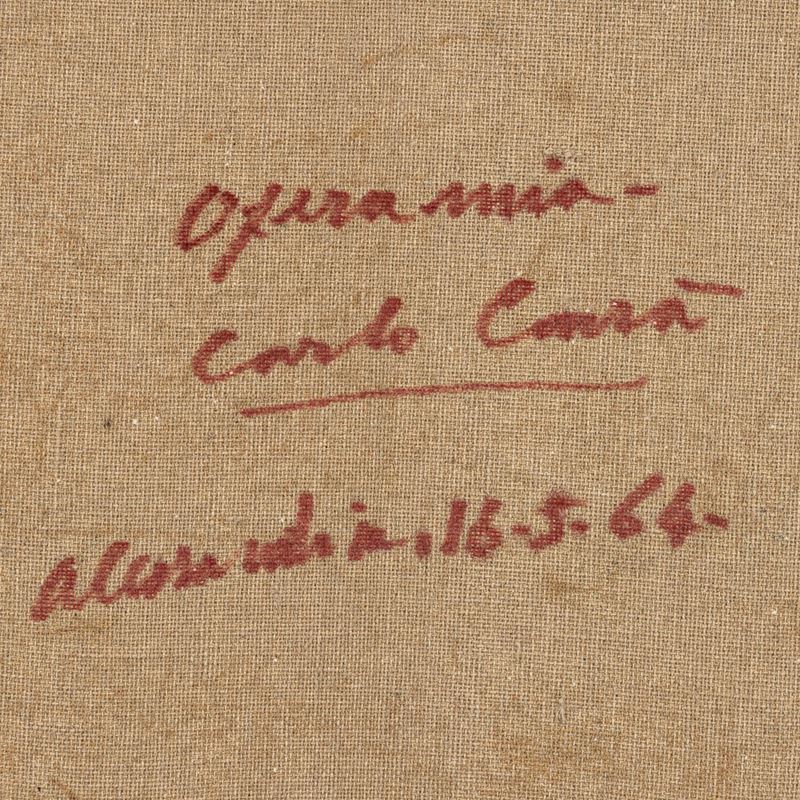 Opera mia -
Carlo Carrà
Alessandria, 16-5-64-